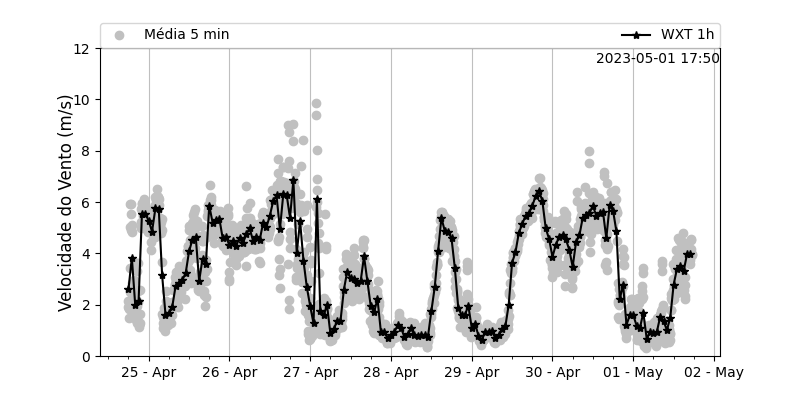 Média 5 min
WXT 1h
2023-05-01 17:50
12
10
8
6
4
2
0
Velocidade do Vento (m/s)
25 - Apr
26 - Apr
27 - Apr
28 - Apr
29 - Apr
30 - Apr
01 - May
02 - May